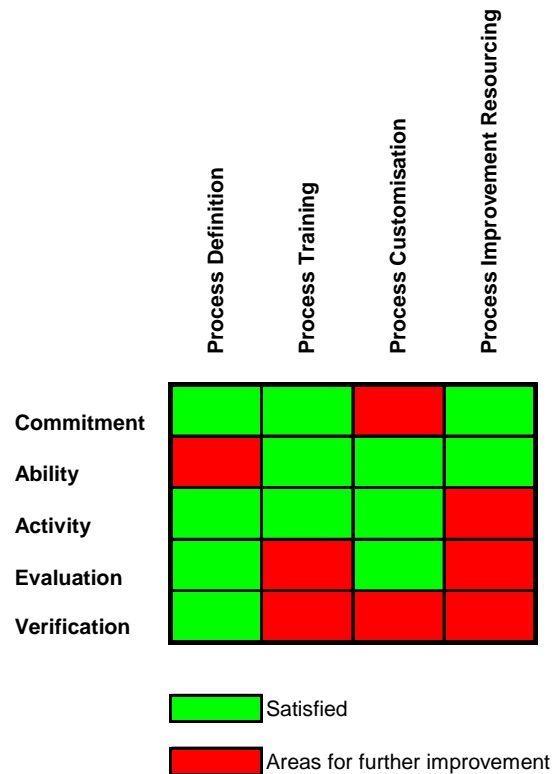 Process Definition
Process Training
Process Customisation
Process Improvement Resourcing
Commitment
Ability
Activity
Evaluation
Verification
Satisfied
Areas for further improvement